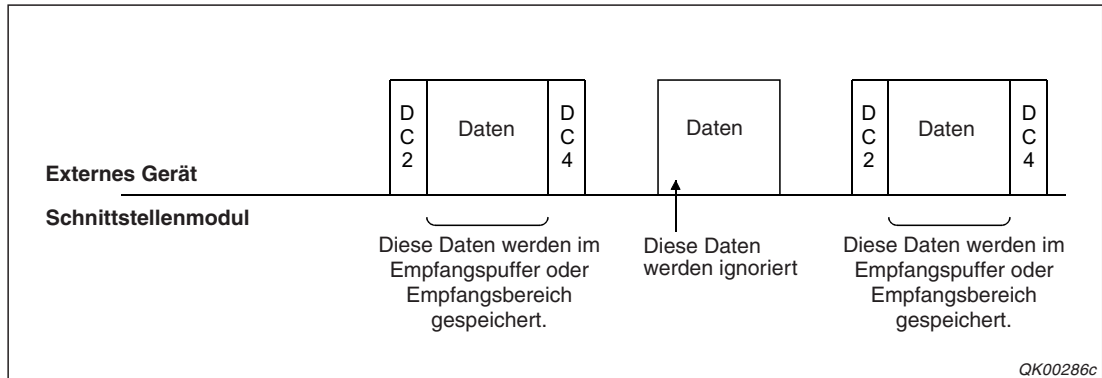 D
C
2
Daten
D
C
4
Daten
D
C
2
Daten
D
C
4
Externes Gerät
Schnittstellenmodul
Diese Daten werden im
Empfangspuffer oder
Empfangsbereich
gespeichert.
Diese Daten
werden ignoriert
Diese Daten werden im
Empfangspuffer oder
Empfangsbereich
gespeichert.
QK00286c